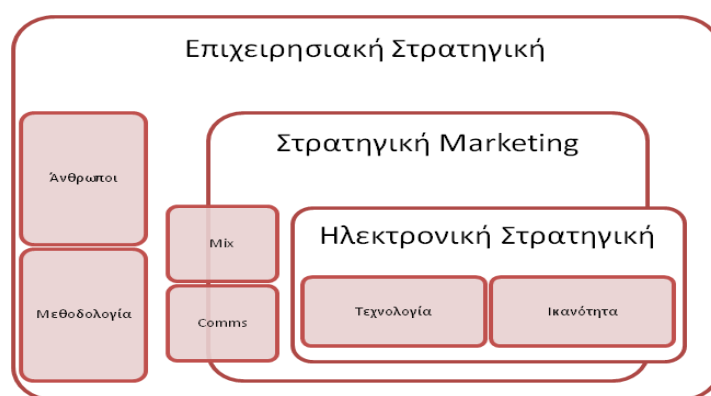 Επιχειρησιακή Στρατηγική
Άνθρωποι
Μεθοδολογία
Στρατηγική Marketing
Mix
Comms
Ηλεκτρονική Στρατηγική
Τεχνολογία
Ικανότητα